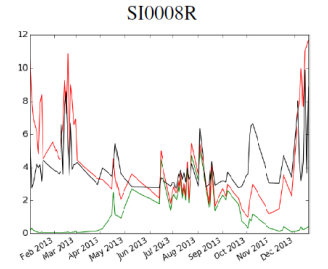 SI0008R
12
10
8
6
4
2
0
Feb 2013
Mar 2013
Apr 2013
May 2013
Jun 2013
Jul 2013
Aug 2013
Sep 2013
Oct 2013
Nov 2013
Dec 2013